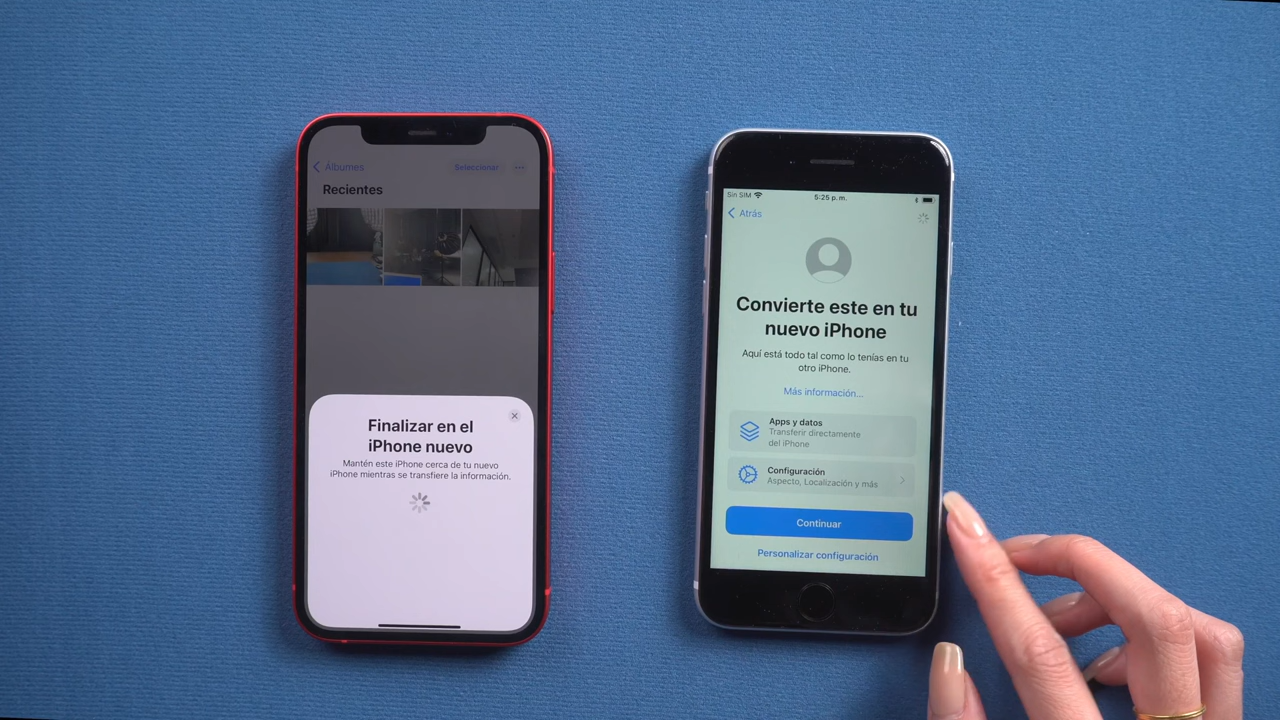 Álbumes
Seleccionar
Recientes
Finalizar en el
iPhone nuevo
Mantén este iPhone cerca de tu nuevo
iPhone mientras se transfiere la información.
Sin SIM
5:25 p. m.
Atrás
Convierte este en tu
nuevo iPhone
Aquí está todo tal como lo tenías en tu
otro iPhone.
Más información...
Apps y datos
Transferir directamente
del iPhone
Configuración
Aspecto, Localización y más
Continuar
Personalizar configuración